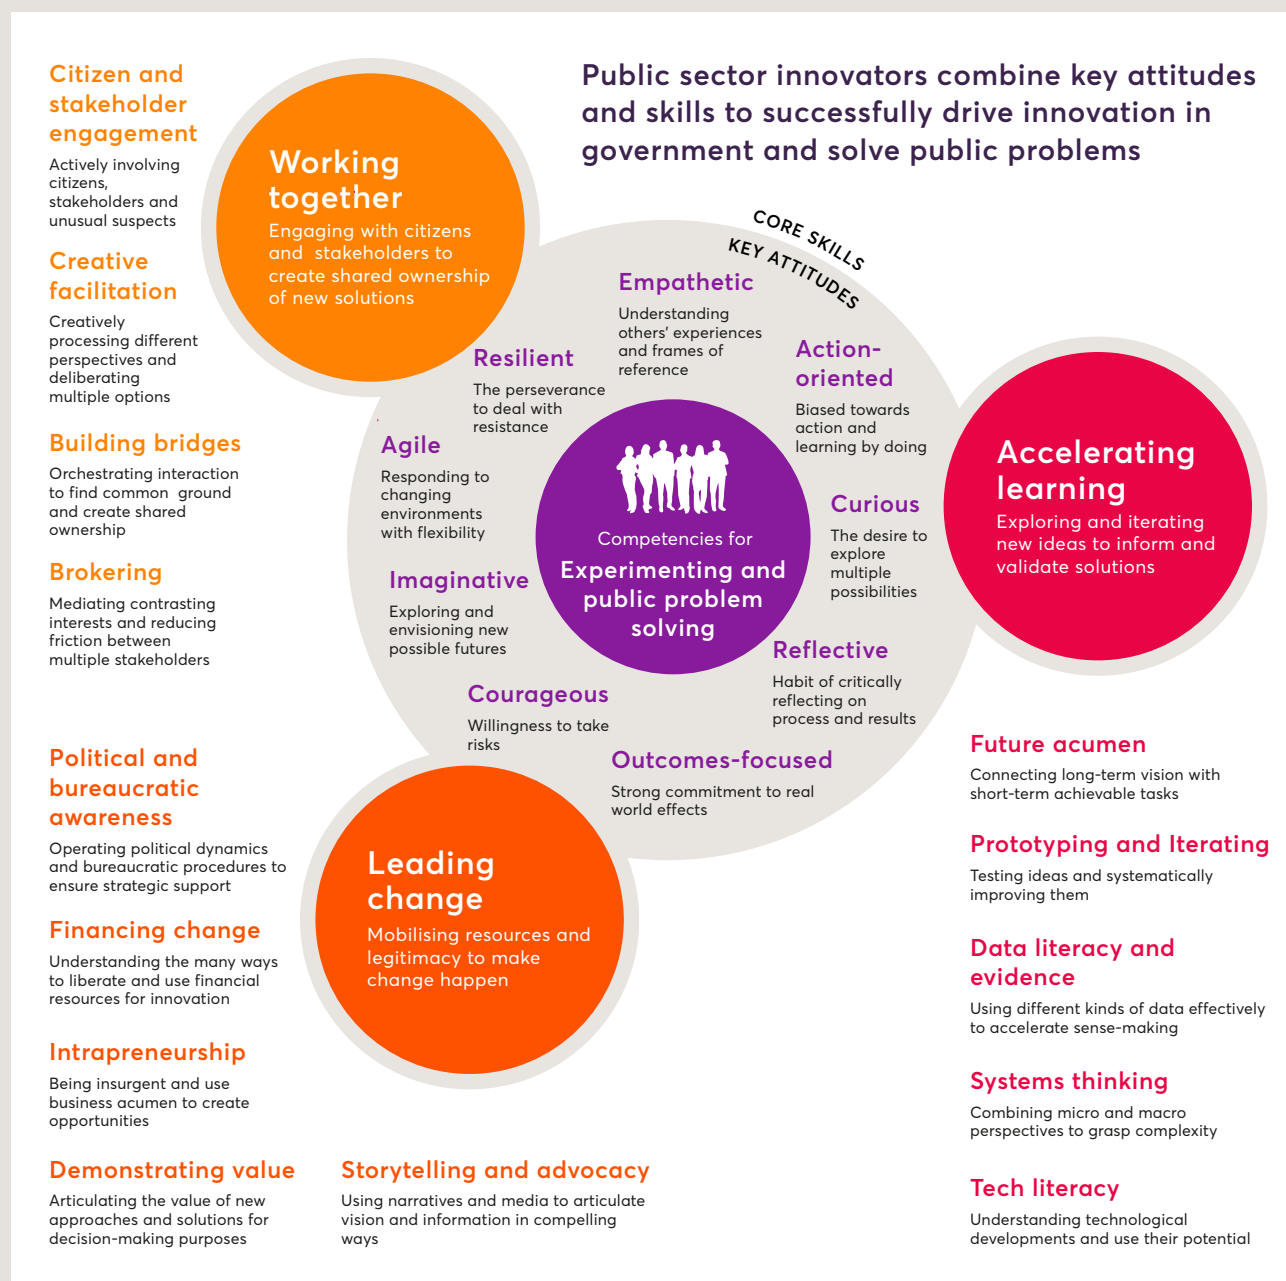 Public sector innovators combine key attitudes
and skills to successfully drive innovation in
government and solve public problems
Citizen and
stakeholder
engagement
Actively involving
citizens,
stakeholders and
unusual suspects
Creative
facilitation
Creatively
processing different
perspectives and
deliberating
multiple options
Building bridges
Orchestrating interaction
to find common ground
and create shared
ownership
Brokering
Mediating contrasting
interests and reducing
friction between
multiple stakeholders
Working
together
Engaging with citizens
and stakeholders to
create shared ownership
of new solutions
CORE SKILLS
KEY ATTITUDES
Empathetic
Understanding
others' experiences
and frames of
reference
Resilient
The perseverance
to deal with
resistance
Action-
oriented
Biased towards
action and
learning by doing
Agile
Responding to
changing
environments
with flexibility
Curious
The desire to
explore
multiple
possibilities
Imaginative
Exploring and
envisioning new
possible futures
Reflective
Habit of critically
reflecting on
process and results
Courageous
Willingness to take
risks
Outcomes-focused
Strong commitment to real
world effects
Competencies for
Experimenting and
public problem
solving
Accelerating
learning
Exploring and iterating
new ideas to inform and
validate solutions
Future acumen
Connecting long-term vision with
short-term achievable tasks
Prototyping and Iterating
Testing ideas and systematically
improving them
Data literacy and
evidence
Using different kinds of data effectively
to accelerate sense-making
Systems thinking
Combining micro and macro
perspectives to grasp complexity
Tech literacy
Understanding technological
developments and use their potential
Leading
change
Mobilising resources and
legitimacy to make
change happen
Political and
bureaucratic
awareness
Operating political dynamics
and bureaucratic procedures to
ensure strategic support
Financing change
Understanding the many ways
to liberate and use financial
resources for innovation
Intrapreneurship
Being insurgent and use
business acumen to create
opportunities
Demonstrating value
Articulating the value of new
approaches and solutions for
decision-making purposes
Storytelling and advocacy
Using narratives and media to articulate
vision and information in compelling
ways